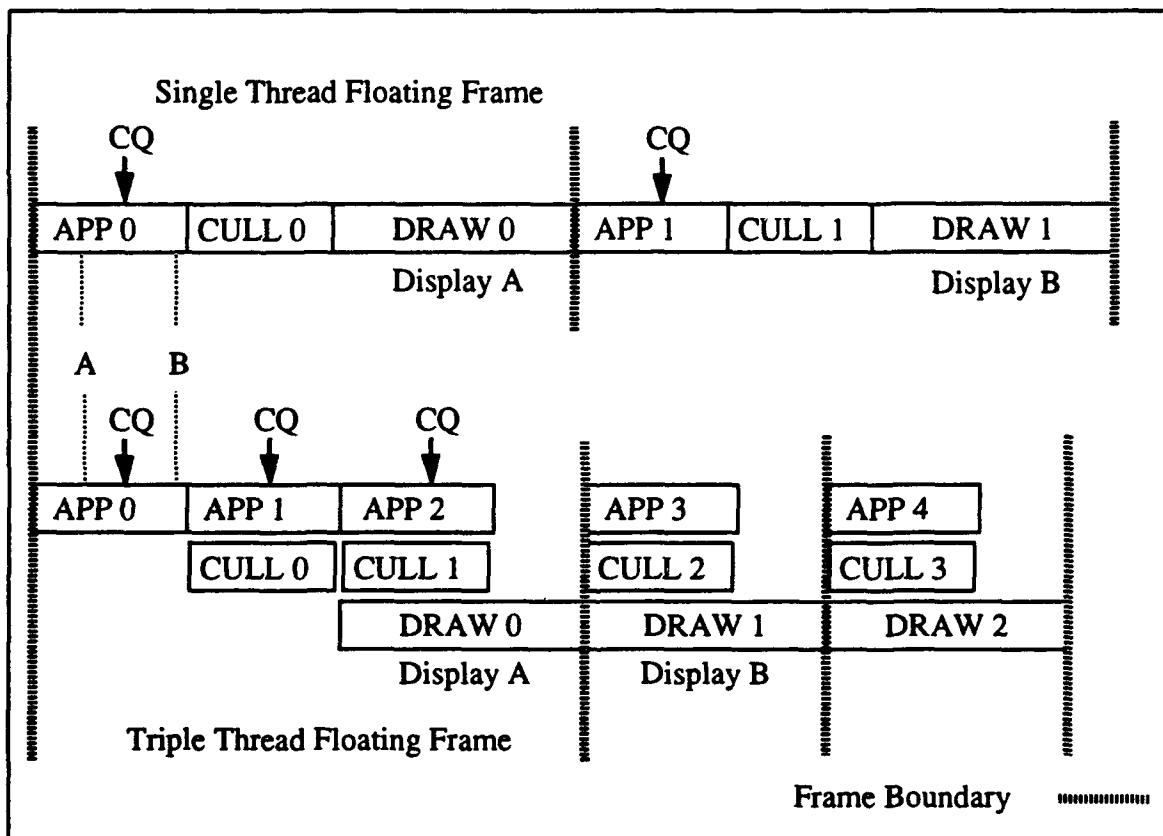 Single Thread Floating Frame
CQ CQ
APP 0 CULL 0 DRAW 0 APP 1 CULL 1 DRAW 1
Display A Display B
A B
CQ CQ CQ
APP 0 APP 1 APP 2 APP 3 APP 4
CULL 0 CULL 1 CULL 2 CULL 3
DRAW 0 DRAW 1 DRAW 2
Display A Display B
Triple Thread Floating Frame
Frame Boundary